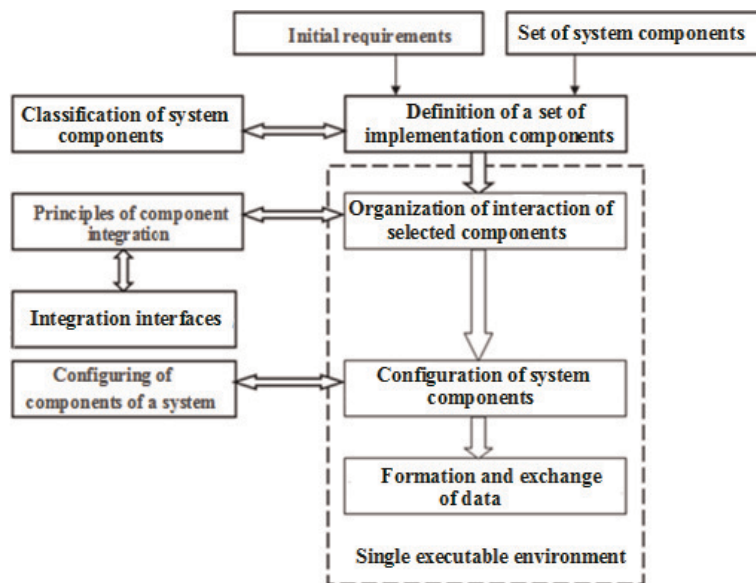 Initial requirements
Set of system components
Classification of system
components
Definition of a set of
implementation components
Principles of component
integration
Organization of interaction of
selected components
Integration interfaces
Configuring of
components of a system
Configuration of system
components
Formation and exchange
of data
Single executable environment